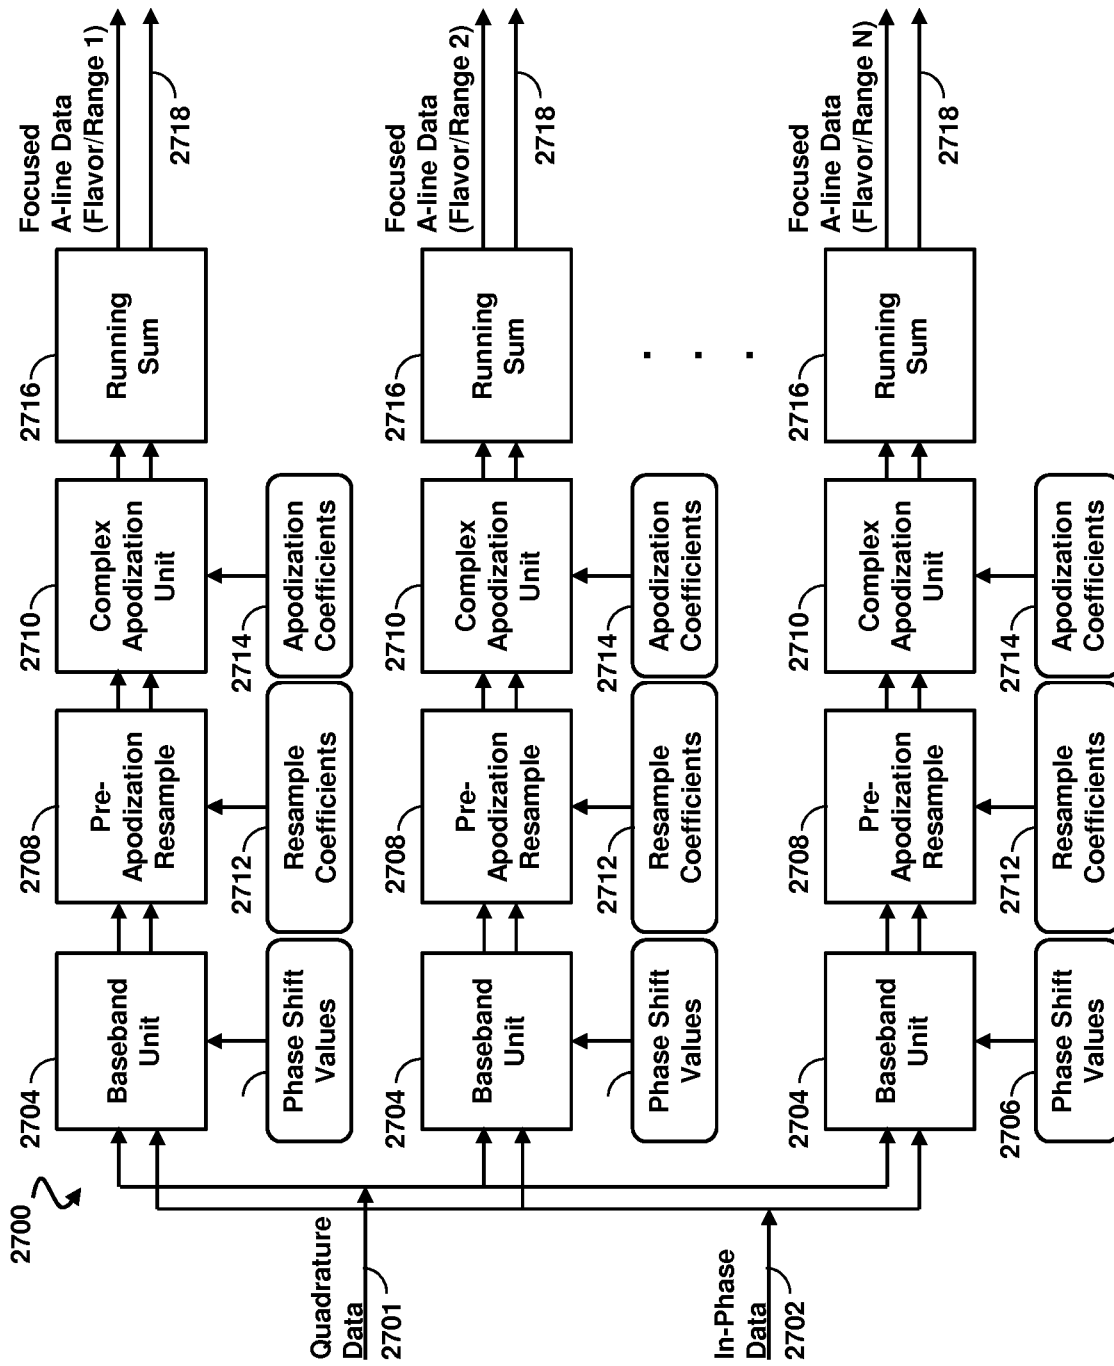 2700
Quadrature
Data
2701
In-Phase
Data
2702
2704
Baseband
Unit
Phase Shift
Values
2708
Pre-
Apodization
Resample
2712
Resample
Coefficients
2710
Complex
Apodization
Unit
2714
Apodization
Coefficients
2716
Running
Sum
Focused
A-line Data
(Flavor/Range 1)
2718
2704
Baseband
Unit
Phase Shift
Values
2708
Pre-
Apodization
Resample
2712
Resample
Coefficients
2710
Complex
Apodization
Unit
2714
Apodization
Coefficients
2716
Running
Sum
Focused
A-line Data
(Flavor/Range 2)
2718
. . .
2704
Baseband
Unit
2706
Phase Shift
Values
2708
Pre-
Apodization
Resample
2712
Resample
Coefficients
2710
Complex
Apodization
Unit
2714
Apodization
Coefficients
2716
Running
Sum
Focused
A-line Data
(Flavor/Range N)
2718